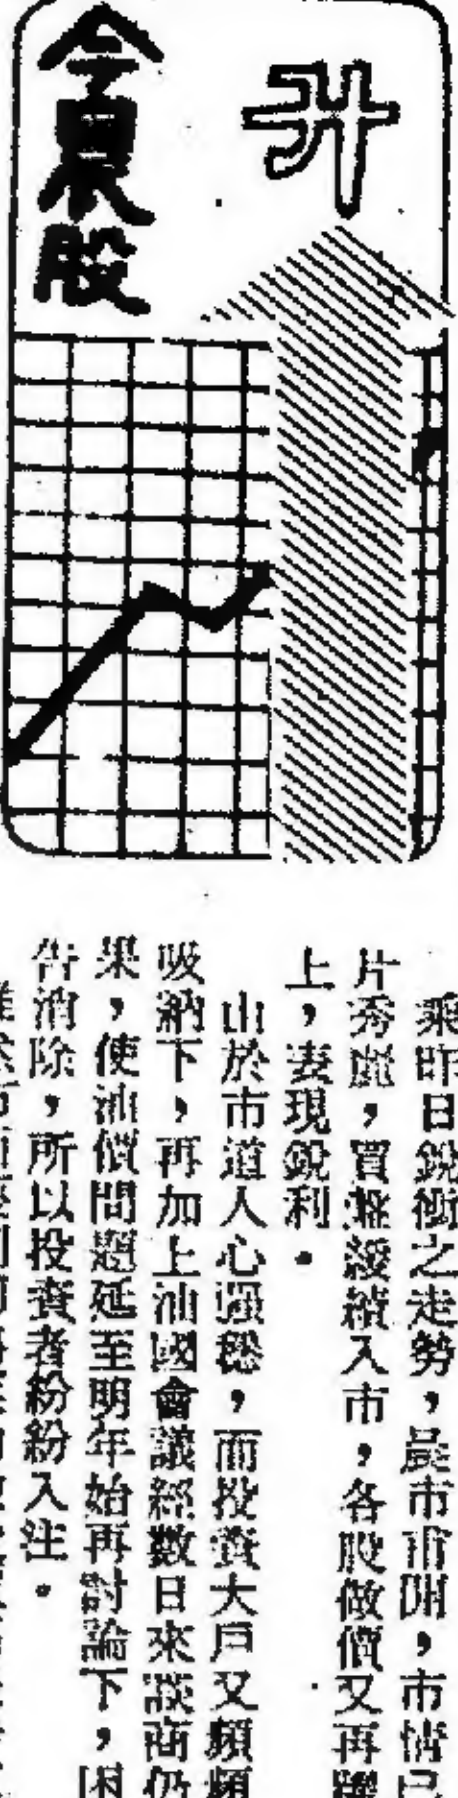 升
今晨股
乘昨日銳衝之走勢，晨市甫開，市情已
片秀麗，買盤緩續入市，各股做價又再
上，表現銳利。
由於市道人心强穩，而投資大戶又頻頻
吸納下，再加上油國會議經數日來談商仍
果，使油價問題延至明年始再討論下，困
告消除，所以投資者紛紛入注。